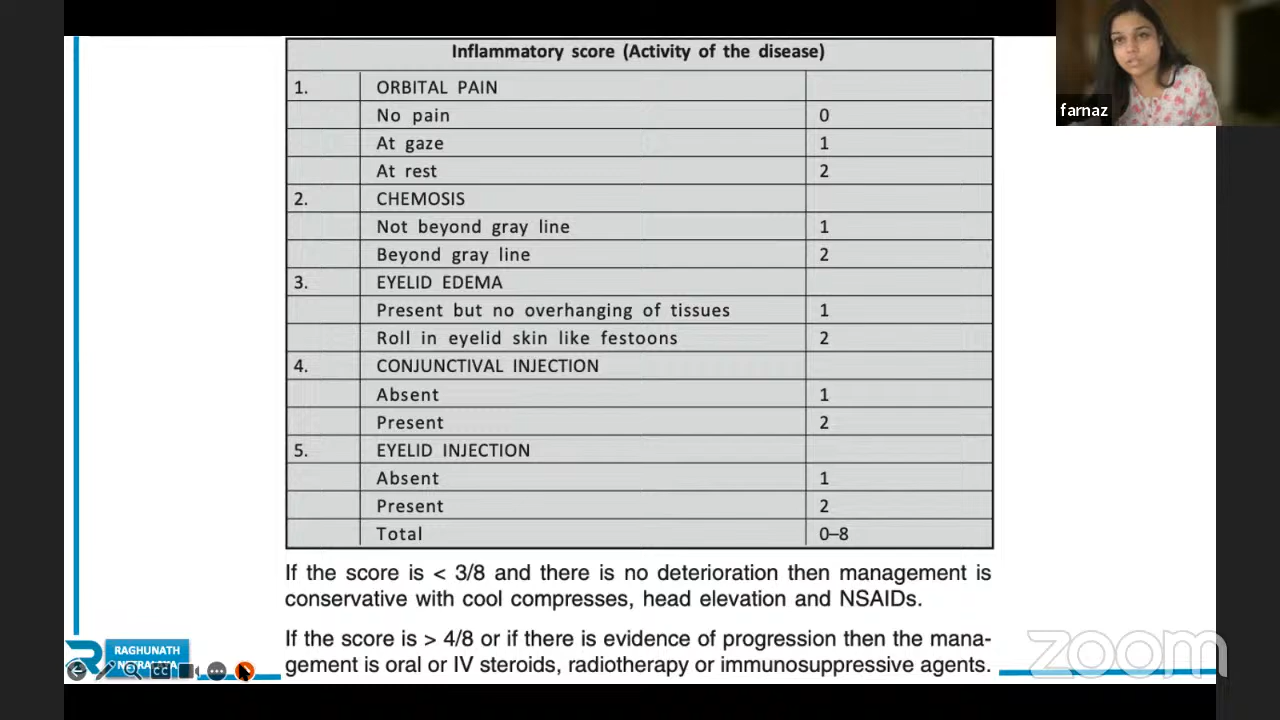 Inflammatory score (Activity of the disease)
1. ORBITAL PAIN
No pain 0
At gaze 1
At rest 2
2. CHEMOSIS
Not beyond gray line 1
Beyond gray line 2
3. EYELID EDEMA
Present but no overhanging of tissues 1
Roll in eyelid skin like festoons 2
4. CONJUNCTIVAL INJECTION
Absent 1
Present 2
5. EYELID INJECTION
Absent 1
Present 2
Total 0–8
If the score is < 3/8 and there is no deterioration then management is
conservative with cool compresses, head elevation and NSAIDs.
If the score is > 4/8 or if there is evidence of progression then the mana-
gement is oral or IV steroids, radiotherapy or immunosuppressive agents.
farnaz
RAGHUNATH
CC
zoom